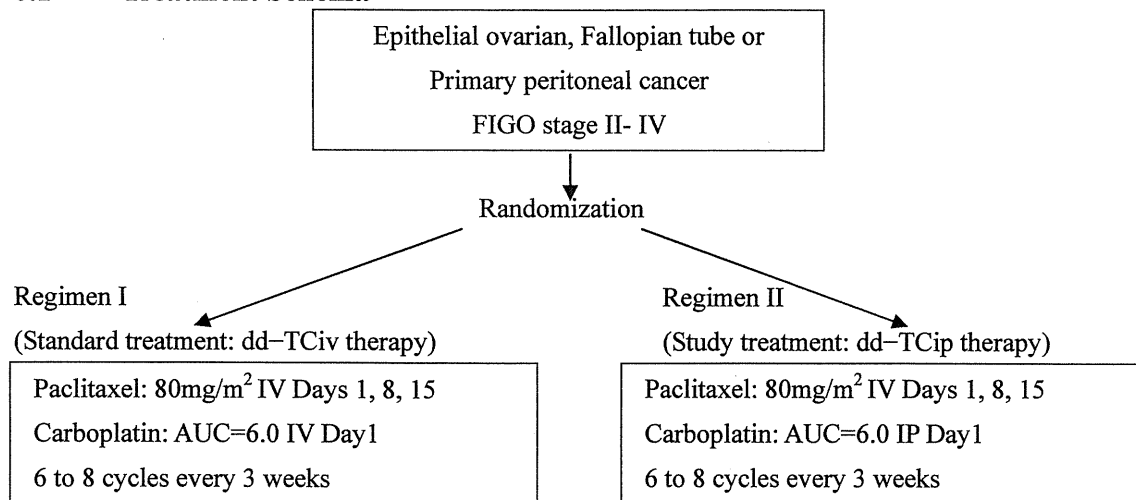 Epithelial ovarian, Fallopian tube or
Primary peritoneal cancer
FIGO stage II- IV
Randomization
Regimen I
(Standard treatment: dd−TCiv therapy)
Paclitaxel: 80mg/m² IV Days 1, 8, 15
Carboplatin: AUC=6.0 IV Day1
6 to 8 cycles every 3 weeks
Regimen II
(Study treatment: dd−TCip therapy)
Paclitaxel: 80mg/m² IV Days 1, 8, 15
Carboplatin: AUC=6.0 IP Day1
6 to 8 cycles every 3 weeks